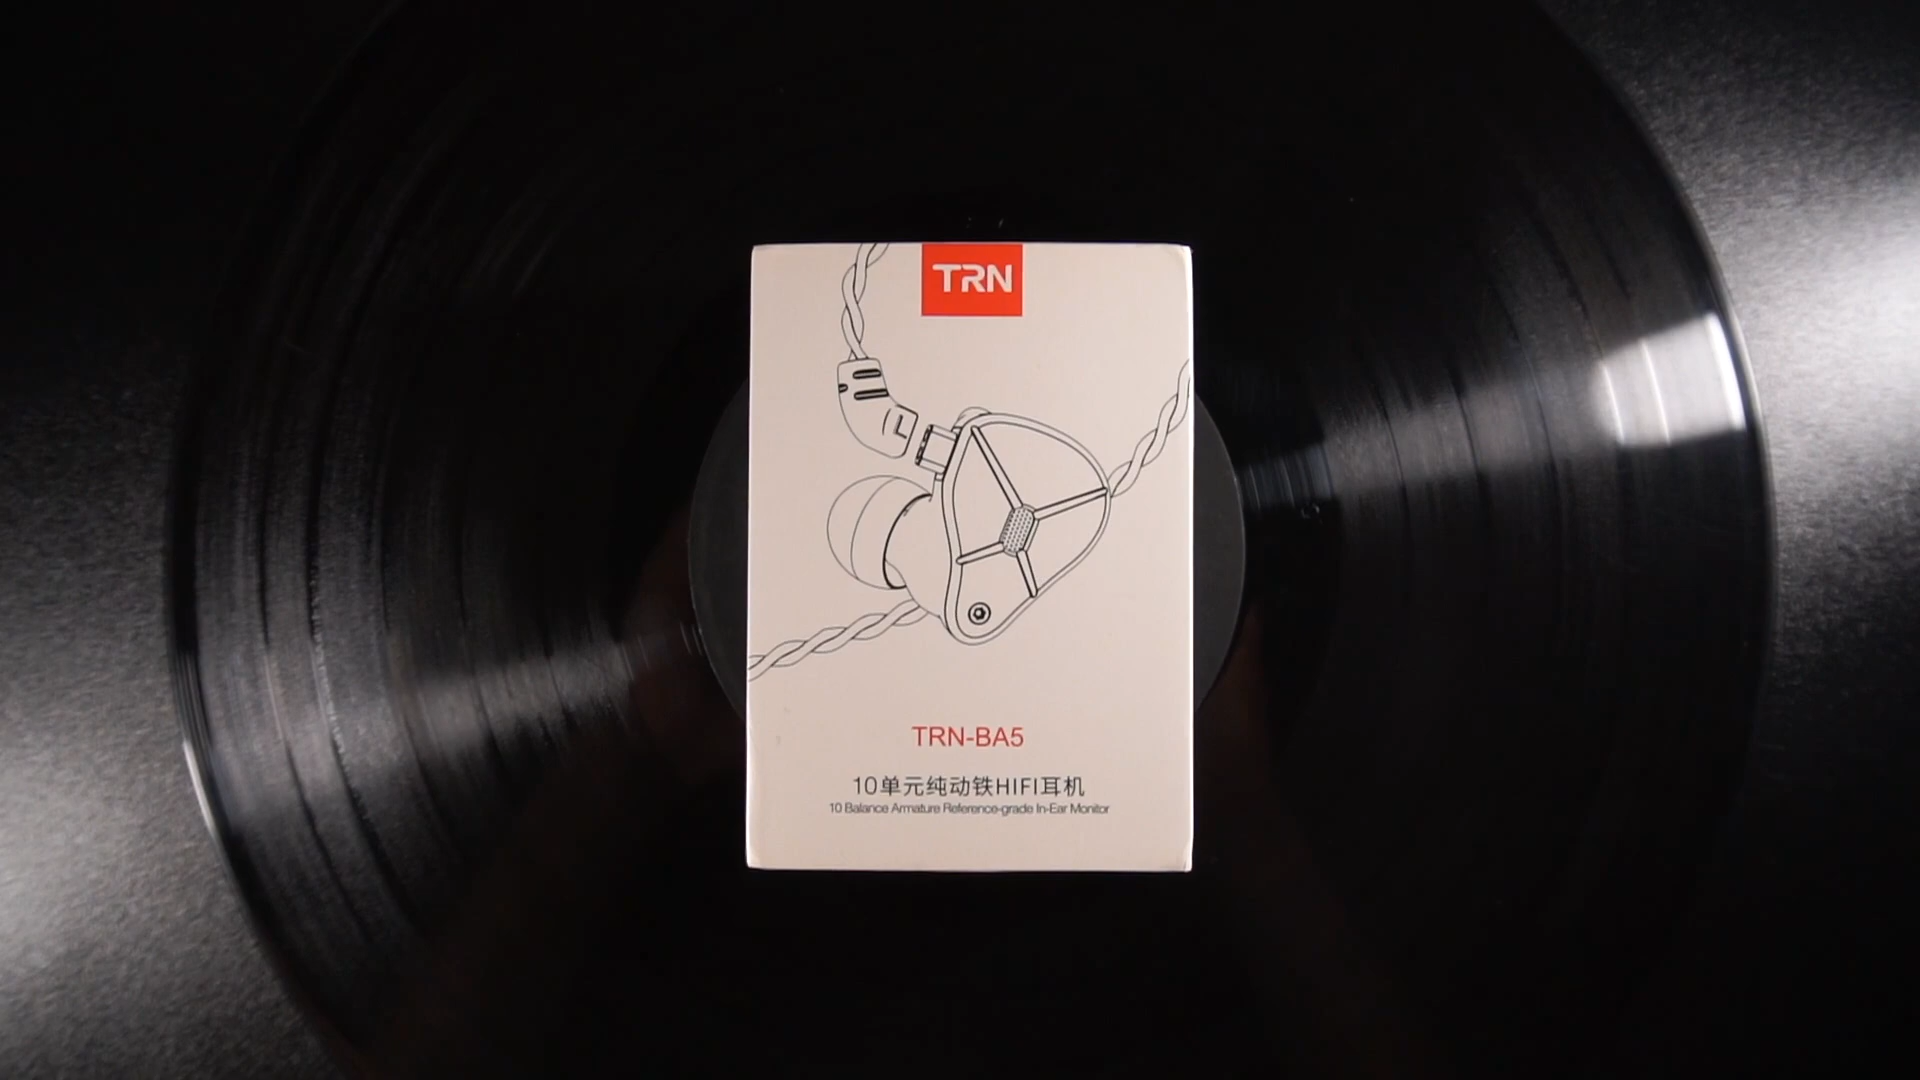 TRN
TRN-BA5
10单元纯动铁HIFI耳机
10 Balance Armature Reference-grade In-Ear Monitor